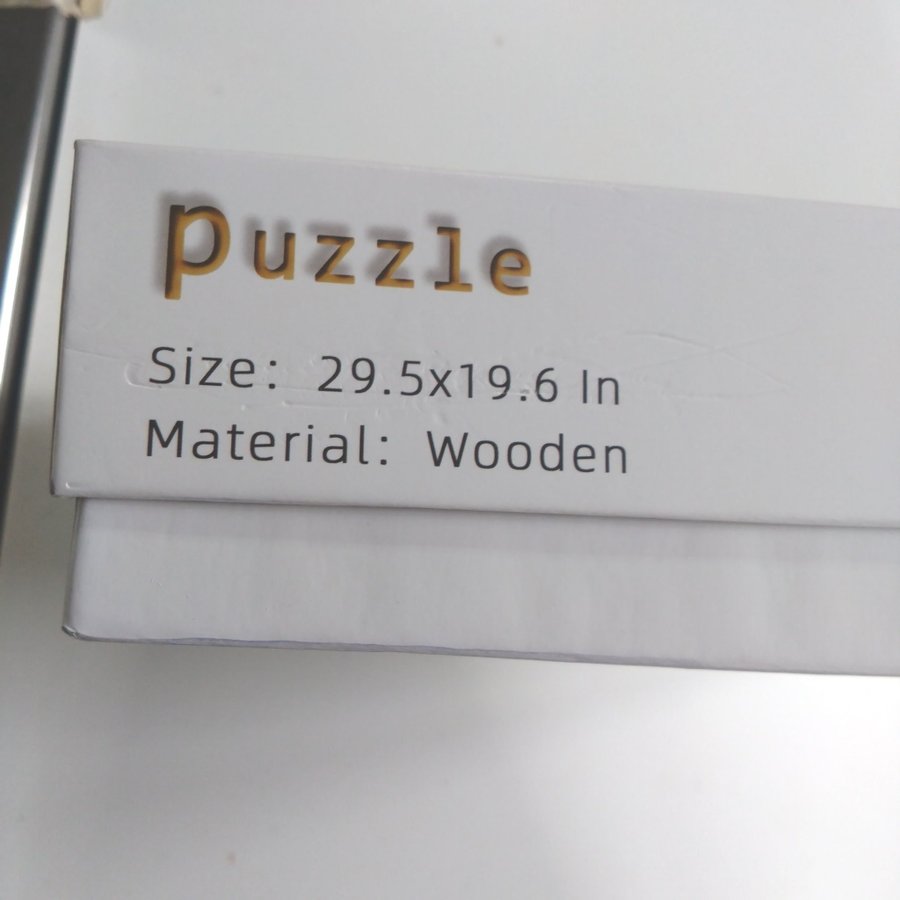 puzzle
Size: 29.5x19.6 In
Material: Wooden